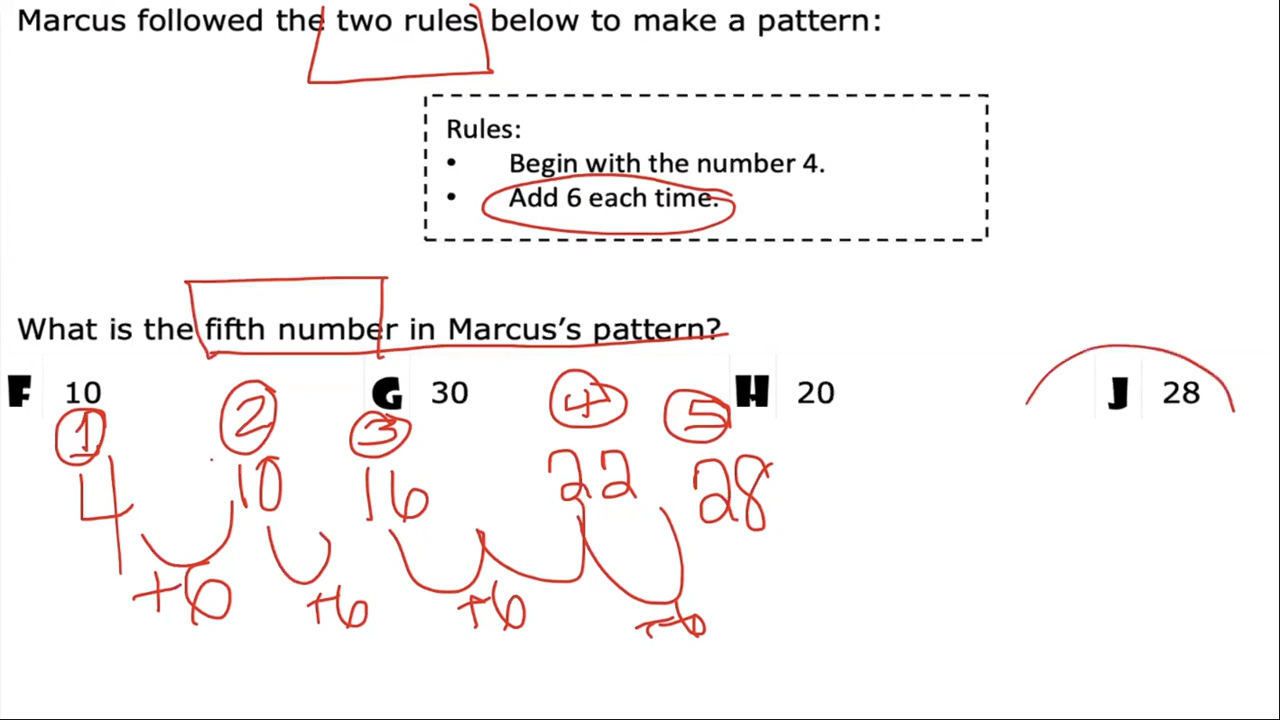 Marcus followed the two rules below to make a pattern:
Rules:
• Begin with the number 4.
• Add 6 each time.
What is the fifth number in Marcus's pattern?
F 10 G 30 H 20 J 28
1 2 3 4 5
4 10 16 22 28
+6 +6 +6 +6